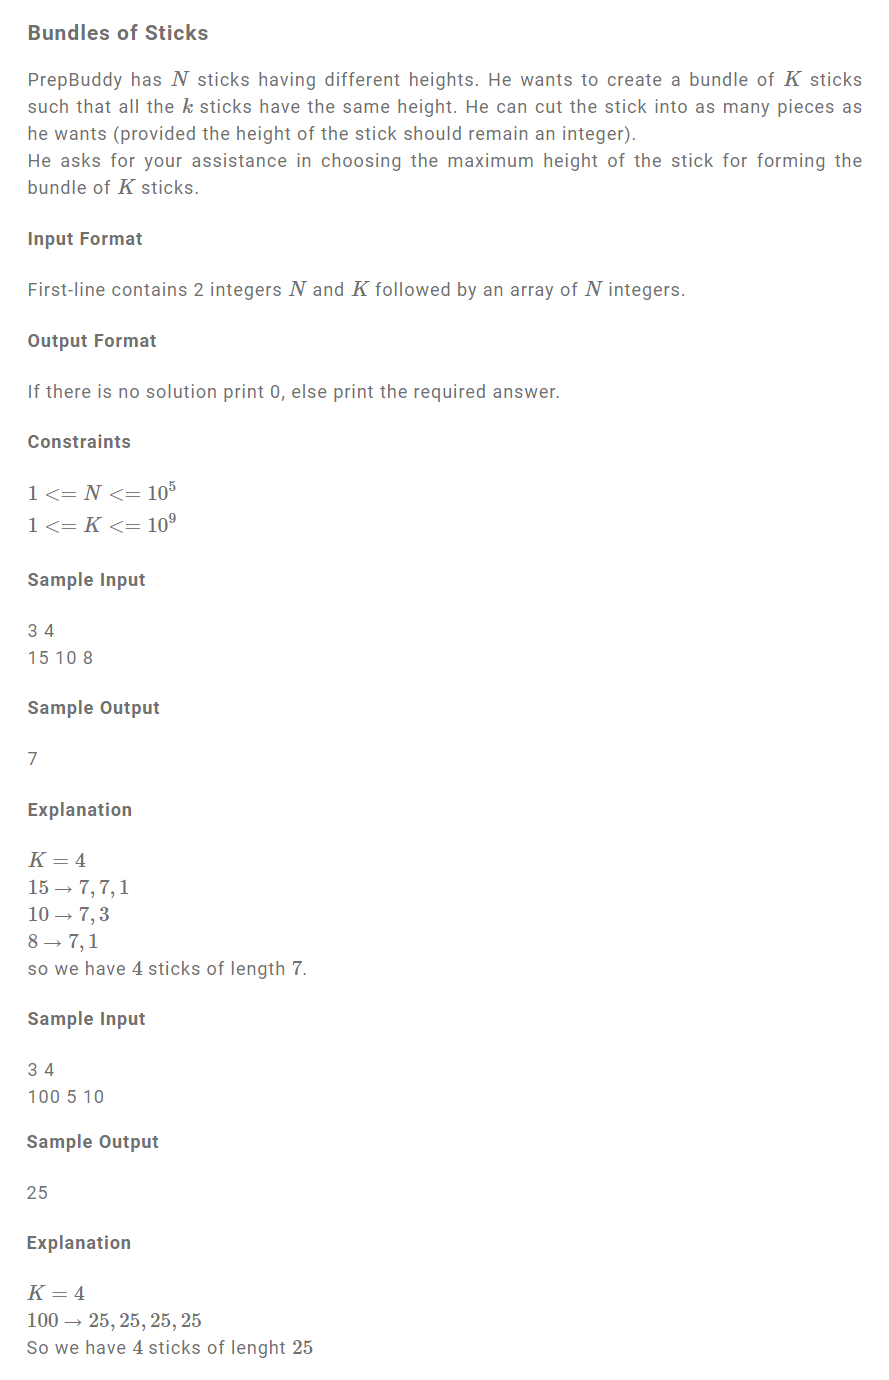 Bundles of Sticks
PrepBuddy has N sticks having different heights. He wants to create a bundle of K sticks
such that all the k sticks have the same height. He can cut the stick into as many pieces as
he wants (provided the height of the stick should remain an integer).
He asks for your assistance in choosing the maximum height of the stick for forming the
bundle of K sticks.
Input Format
First-line contains 2 integers N and K followed by an array of N integers.
Output Format
If there is no solution print 0, else print the required answer.
Constraints
1 <= N <= 10⁵
1 <= K <= 10⁹
Sample Input
3 4
15 10 8
Sample Output
7
Explanation
K = 4
15 → 7, 7, 1
10 → 7, 3
8 → 7, 1
so we have 4 sticks of length 7.
Sample Input
3 4
100 5 10
Sample Output
25
Explanation
K = 4
100 → 25, 25, 25, 25
So we have 4 sticks of lenght 25